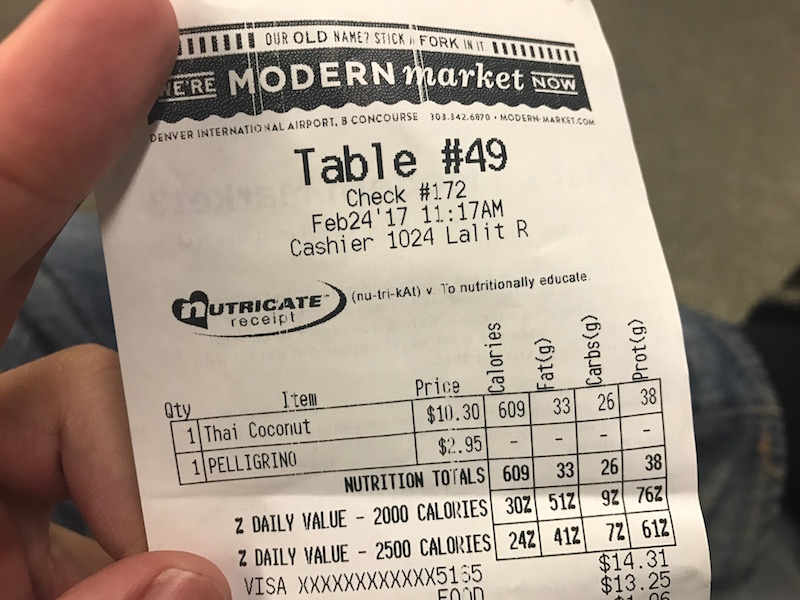 OUR OLD NAME? STICK A FORK IN IT
WE'RE MODERN market NOW
DENVER INTERNATIONAL AIRPORT, B CONCOURSE 303.342.6870 • MODERN-MARKET.COM
Table #49
Check #172
Feb24'17 11:17AM
Cashier 1024 Lalit R
nUTRICATE™ (nu-tri-kAt) v. To nutritionally educate.
receipt
Qty Item Price Calories Fat(g) Carbs(g) Prot(g)
1 Thai Coconut $10.30 609 33 26 38
1 PELLIGRINO $2.95 - - - -
NUTRITION TOTALS 609 33 26 38
% DAILY VALUE - 2000 CALORIES 30% 51% 9% 76%
% DAILY VALUE - 2500 CALORIES 24% 41% 7% 61%
VISA XXXXXXXXXXXX5165 $14.31
FOOD $13.25